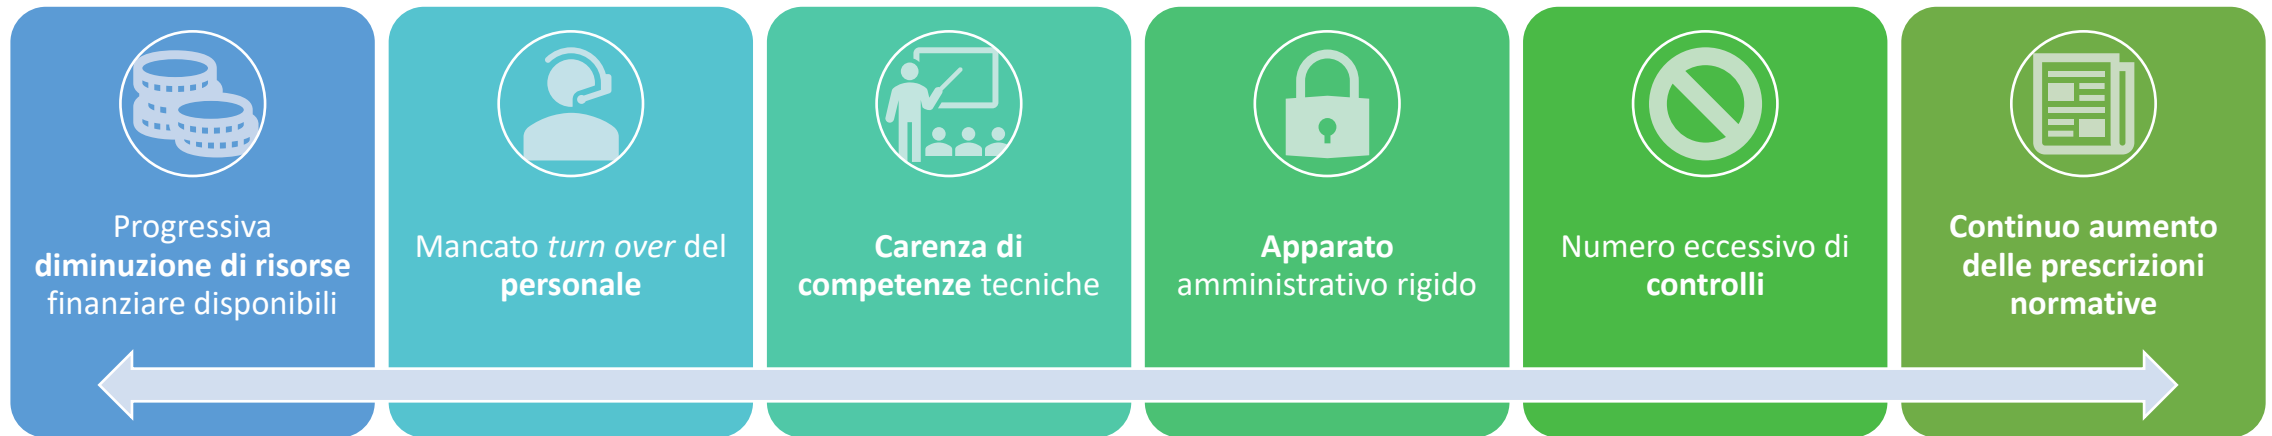 Progressiva
diminuzione di risorse
finanziare disponibili
Mancato turn over del
personale
Carenza di
competenze tecniche
Apparato
amministrativo rigido
Numero eccessivo di
controlli
Continuo aumento
delle prescrizioni
normative